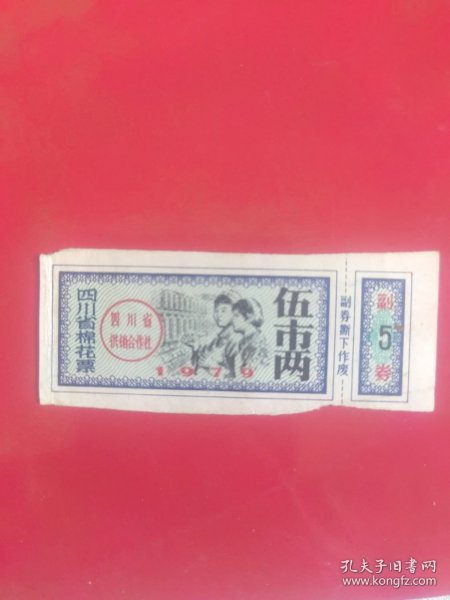 四川省棉花票
四川省
供销合作社
1979
伍市两
副券撕下作废
副
5
券
孔夫子旧书网
www.kongfz.com